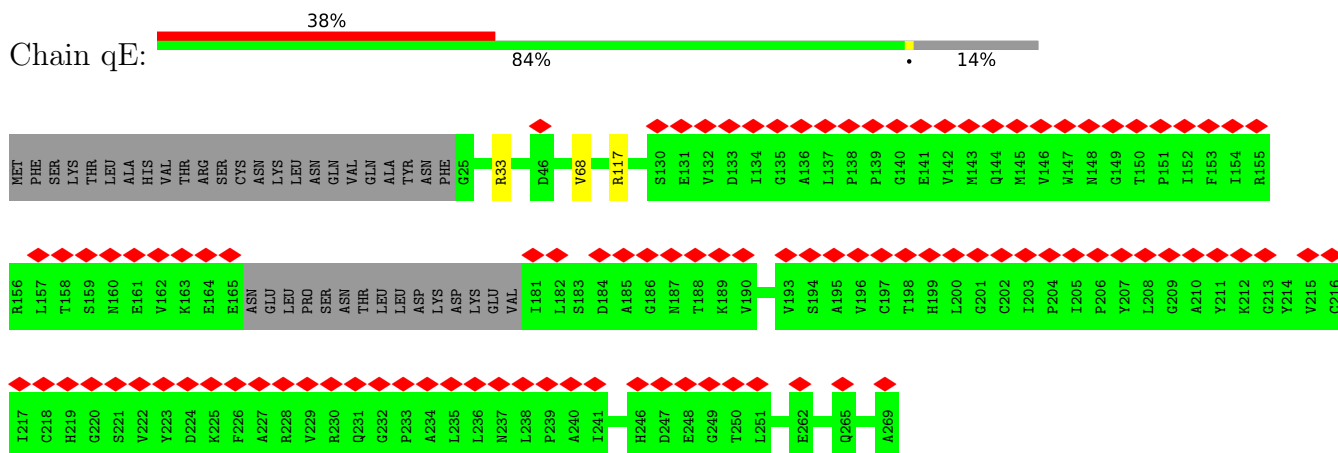 38%
Chain qE:
84% • 14%
MET PHE SER LYS THR LEU ALA HIS VAL THR ARG SER CYS ASN LYS LEU ASN GLN VAL GLN ALA TYR ASN PHE G25 R33 D46 V68 R117 S130 E131 V132 D133 I134 G135 A136 L137 P138 P139 G140 E141 V142 M143 Q144 M145 V146 W147 N148 G149 T150 P151 I152 F153 I154 R155
R156 L157 T158 S159 N160 E161 V162 K163 E164 E165 ASN GLU LEU PRO SER ASN THR LEU LEU ASP LYS ASP LYS GLU VAL I181 L182 S183 D184 A185 G186 N187 T188 K189 V190 V193 S194 A195 V196 C197 T198 H199 L200 G201 C202 I203 P204 I205 P206 Y207 L208 G209 A210 Y211 K212 G213 Y214 V215 C216
I217 C218 H219 G220 S221 V222 Y223 D224 K225 F226 A227 R228 V229 R230 Q231 G232 P233 A234 L235 L236 N237 L238 P239 A240 I241 H246 D247 E248 G249 T250 L251 E262 Q265 A269